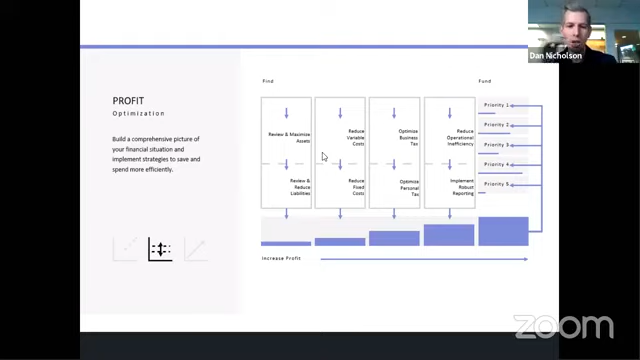 Dan Nicholson
PROFIT
Optimization
Build a comprehensive picture of
your financial situation and
implement strategies to save and
spend more efficiently.
Find
Fund
Review & Maximize
Assets
Reduce
Variable
Costs
Optimize
Business
Tax
Reduce
Operational
Inefficiency
Review &
Reduce
Liabilities
Reduce
Fixed
Costs
Optimize
Personal
Tax
Implement
Robust
Reporting
Priority 1
Priority 2
Priority 3
Priority 4
Priority 5
Increase Profit
zoom